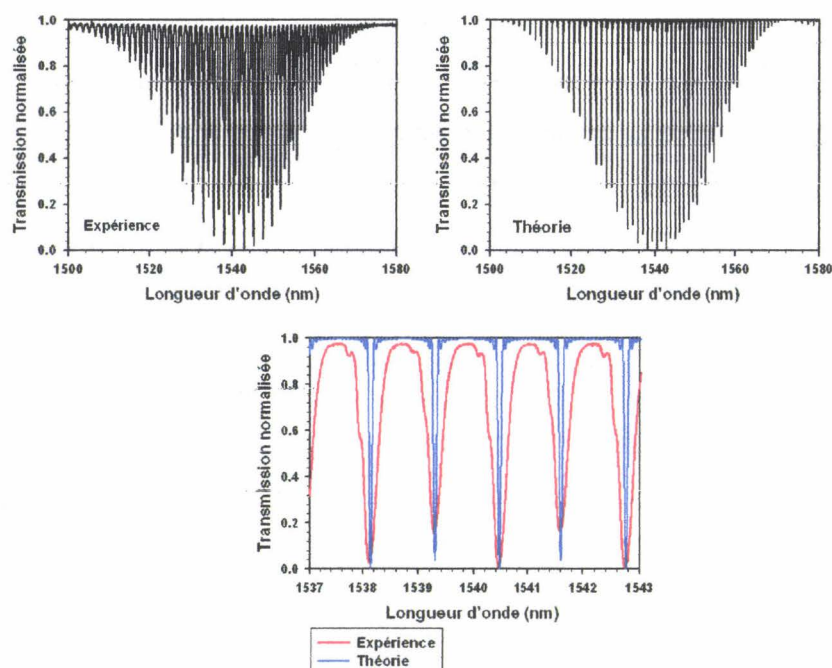 Transmission normalisée
1.0
0.8
0.6
0.4
0.2
0.0
Expérience
1500 1520 1540 1560 1580
Longueur d'onde (nm)
Transmission normalisée
1.0
0.8
0.6
0.4
0.2
0.0
Théorie
1500 1520 1540 1560 1580
Longueur d'onde (nm)
Transmission normalisée
1.0
0.8
0.6
0.4
0.2
0.0
1537 1538 1539 1540 1541 1542 1543
Longueur d'onde (nm)
Expérience
Théorie